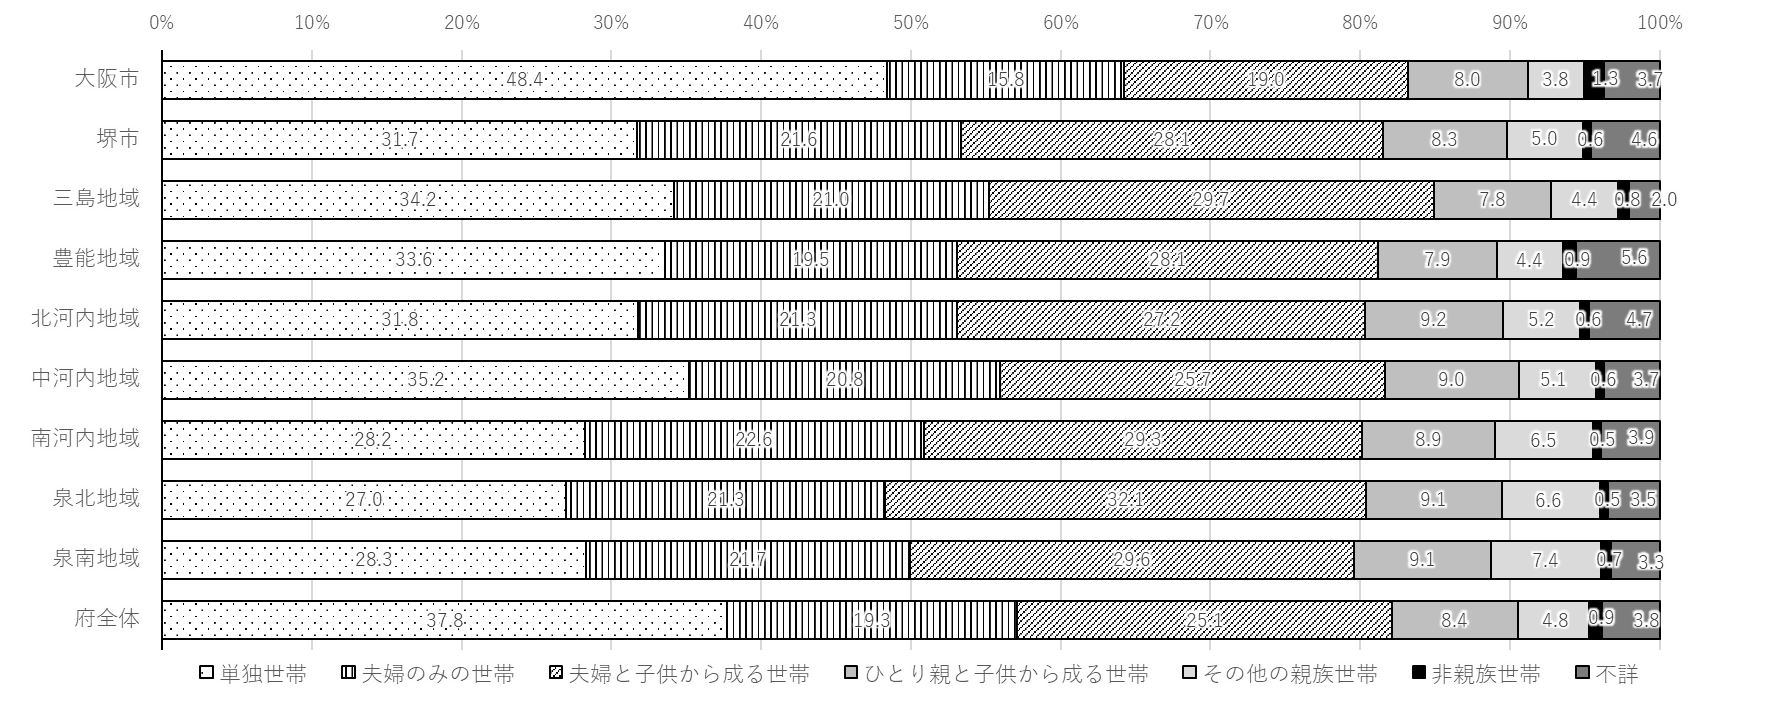 0% 10% 20% 30% 40% 50% 60% 70% 80% 90% 100%
大阪市 48.4 15.8 19.0 8.0 3.8 1.3 3.7
堺市 31.7 21.6 28.1 8.3 5.0 0.6 4.6
三島地域 34.2 21.0 29.7 7.8 4.4 0.8 2.0
豊能地域 33.6 19.5 28.1 7.9 4.4 0.9 5.6
北河内地域 31.8 21.3 27.2 9.2 5.2 0.6 4.7
中河内地域 35.2 20.8 25.7 9.0 5.1 0.6 3.7
南河内地域 28.2 22.6 29.3 8.9 6.5 0.5 3.9
泉北地域 27.0 21.3 32.1 9.1 6.6 0.5 3.5
泉南地域 28.3 21.7 29.6 9.1 7.4 0.7 3.3
府全体 37.8 19.3 25.1 8.4 4.8 0.9 3.8
単独世帯 夫婦のみの世帯 夫婦と子供から成る世帯 ひとり親と子供から成る世帯 その他の親族世帯 非親族世帯 不詳